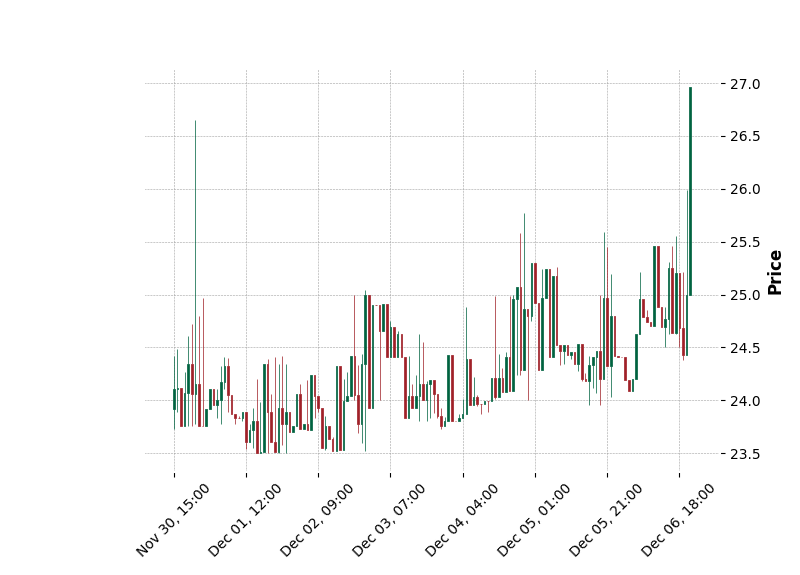 27.0
26.5
26.0
25.5
25.0
24.5
24.0
23.5
Price
Nov 30, 15:00
Dec 01, 12:00
Dec 02, 09:00
Dec 03, 07:00
Dec 04, 04:00
Dec 05, 01:00
Dec 05, 21:00
Dec 06, 18:00